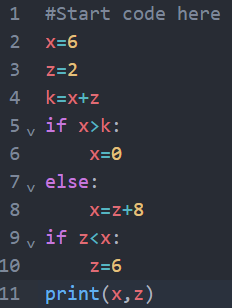 1 #Start code here
2 x=6
3 z=2
4 k=x+z
5 if x>k:
6     x=0
7 else:
8     x=z+8
9 if z<x:
10     z=6
11 print(x,z)